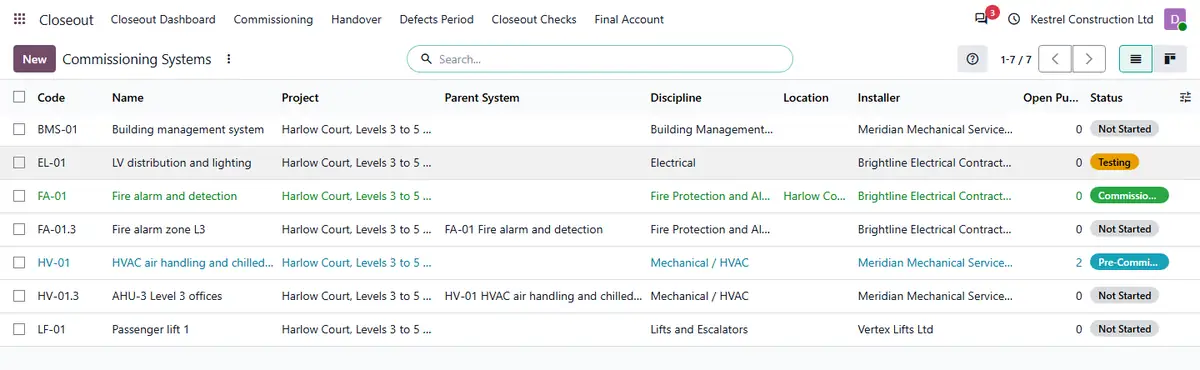 Closeout Closeout Dashboard Commissioning Handover Defects Period Closeout Checks Final Account 3 Kestrel Construction Ltd D
New Commissioning Systems Search... 1-7 / 7
Code Name Project Parent System Discipline Location Installer Open Pu... Status
BMS-01 Building management system Harlow Court, Levels 3 to 5 ... Building Management... Meridian Mechanical Service... 0 Not Started
EL-01 LV distribution and lighting Harlow Court, Levels 3 to 5 ... Electrical Brightline Electrical Contract... 0 Testing
FA-01 Fire alarm and detection Harlow Court, Levels 3 to 5 ... Fire Protection and Al... Harlow Co... Brightline Electrical Contract... 0 Commissio...
FA-01.3 Fire alarm zone L3 Harlow Court, Levels 3 to 5 ... FA-01 Fire alarm and detection Fire Protection and Al... Brightline Electrical Contract... 0 Not Started
HV-01 HVAC air handling and chilled... Harlow Court, Levels 3 to 5 ... Mechanical / HVAC Meridian Mechanical Service... 2 Pre-Commi...
HV-01.3 AHU-3 Level 3 offices Harlow Court, Levels 3 to 5 ... HV-01 HVAC air handling and chilled... Mechanical / HVAC Meridian Mechanical Service... 0 Not Started
LF-01 Passenger lift 1 Harlow Court, Levels 3 to 5 ... Lifts and Escalators Vertex Lifts Ltd 0 Not Started